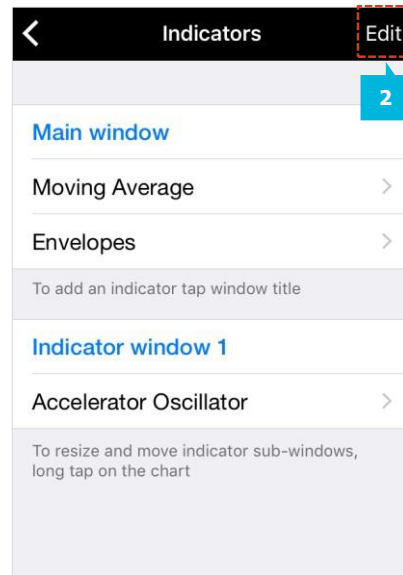 Indicators
Edit
2
Main window
Moving Average
Envelopes
To add an indicator tap window title
Indicator window 1
Accelerator Oscillator
To resize and move indicator sub-windows,
long tap on the chart